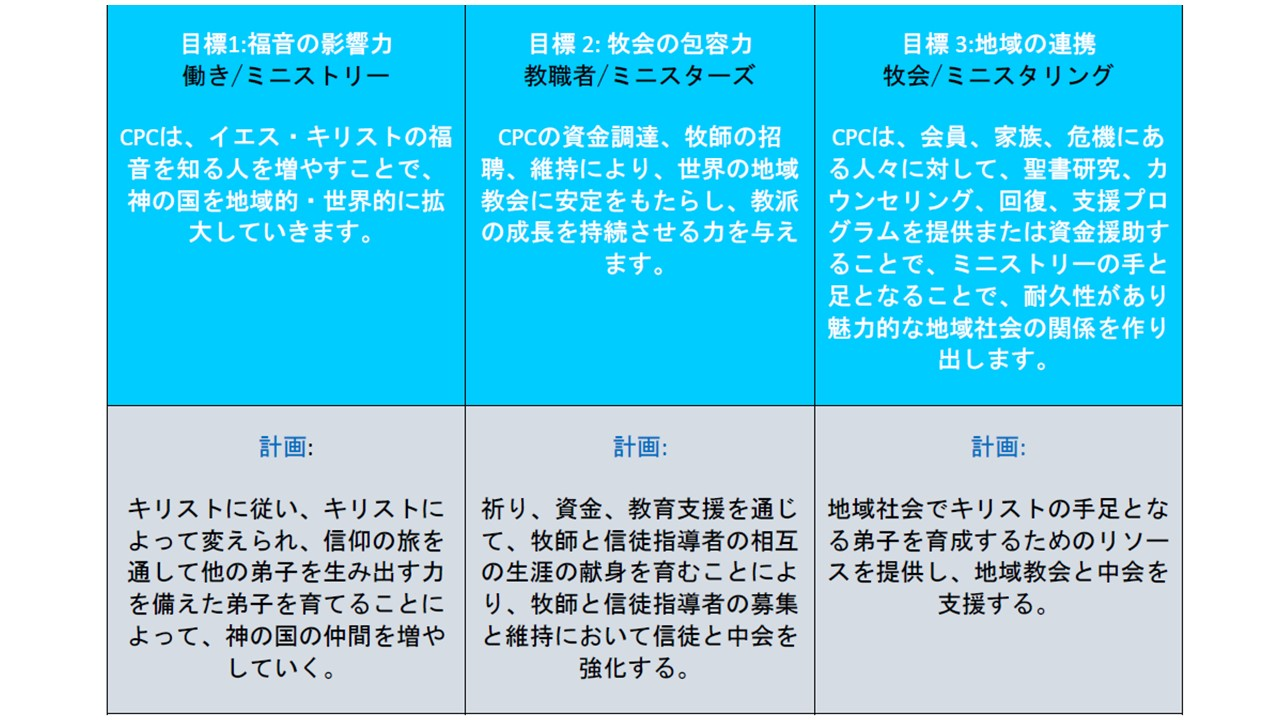 目標1:福音の影響力
働き/ミニストリー
CPCは、イエス・キリストの福
音を知る人を増やすことで、
神の国を地域的・世界的に拡
大していきます。
目標 2: 牧会の包容力
教職者/ミニスターズ
CPCの資金調達、牧師の招
聘、維持により、世界の地域
教会に安定をもたらし、教派
の成長を持続させる力を与え
ます。
目標 3:地域の連携
牧会/ミニスタリング
CPCは、会員、家族、危機にあ
る人々に対して、聖書研究、カ
ウンセリング、回復、支援プロ
グラムを提供または資金援助す
ることで、ミニストリーの手と
足となることで、耐久性があり
魅力的な地域社会の関係を作り
出します。
計画:
キリストに従い、キリストに
よって変えられ、信仰の旅を
通して他の弟子を生み出す力
を備えた弟子を育てることに
よって、神の国の仲間を増や
していく。
計画:
祈り、資金、教育支援を通じ
て、牧師と信徒指導者の相互
の生涯の献身を育むことによ
り、牧師と信徒指導者の募集
と維持において信徒と中会を
強化する。
計画:
地域社会でキリストの手足とな
る弟子を育成するためのリソー
スを提供し、地域教会と中会を
支援する。